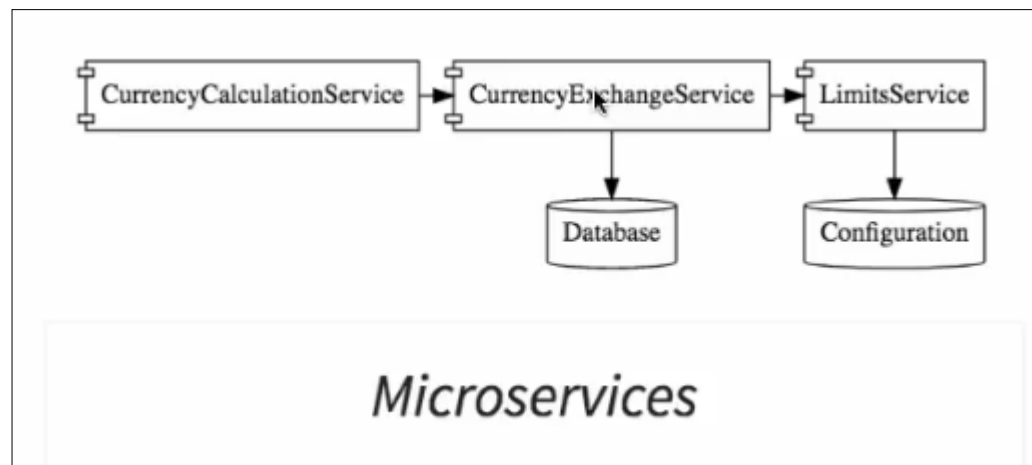 CurrencyCalculationService CurrencyExchangeService LimitsService
Database Configuration
Microservices